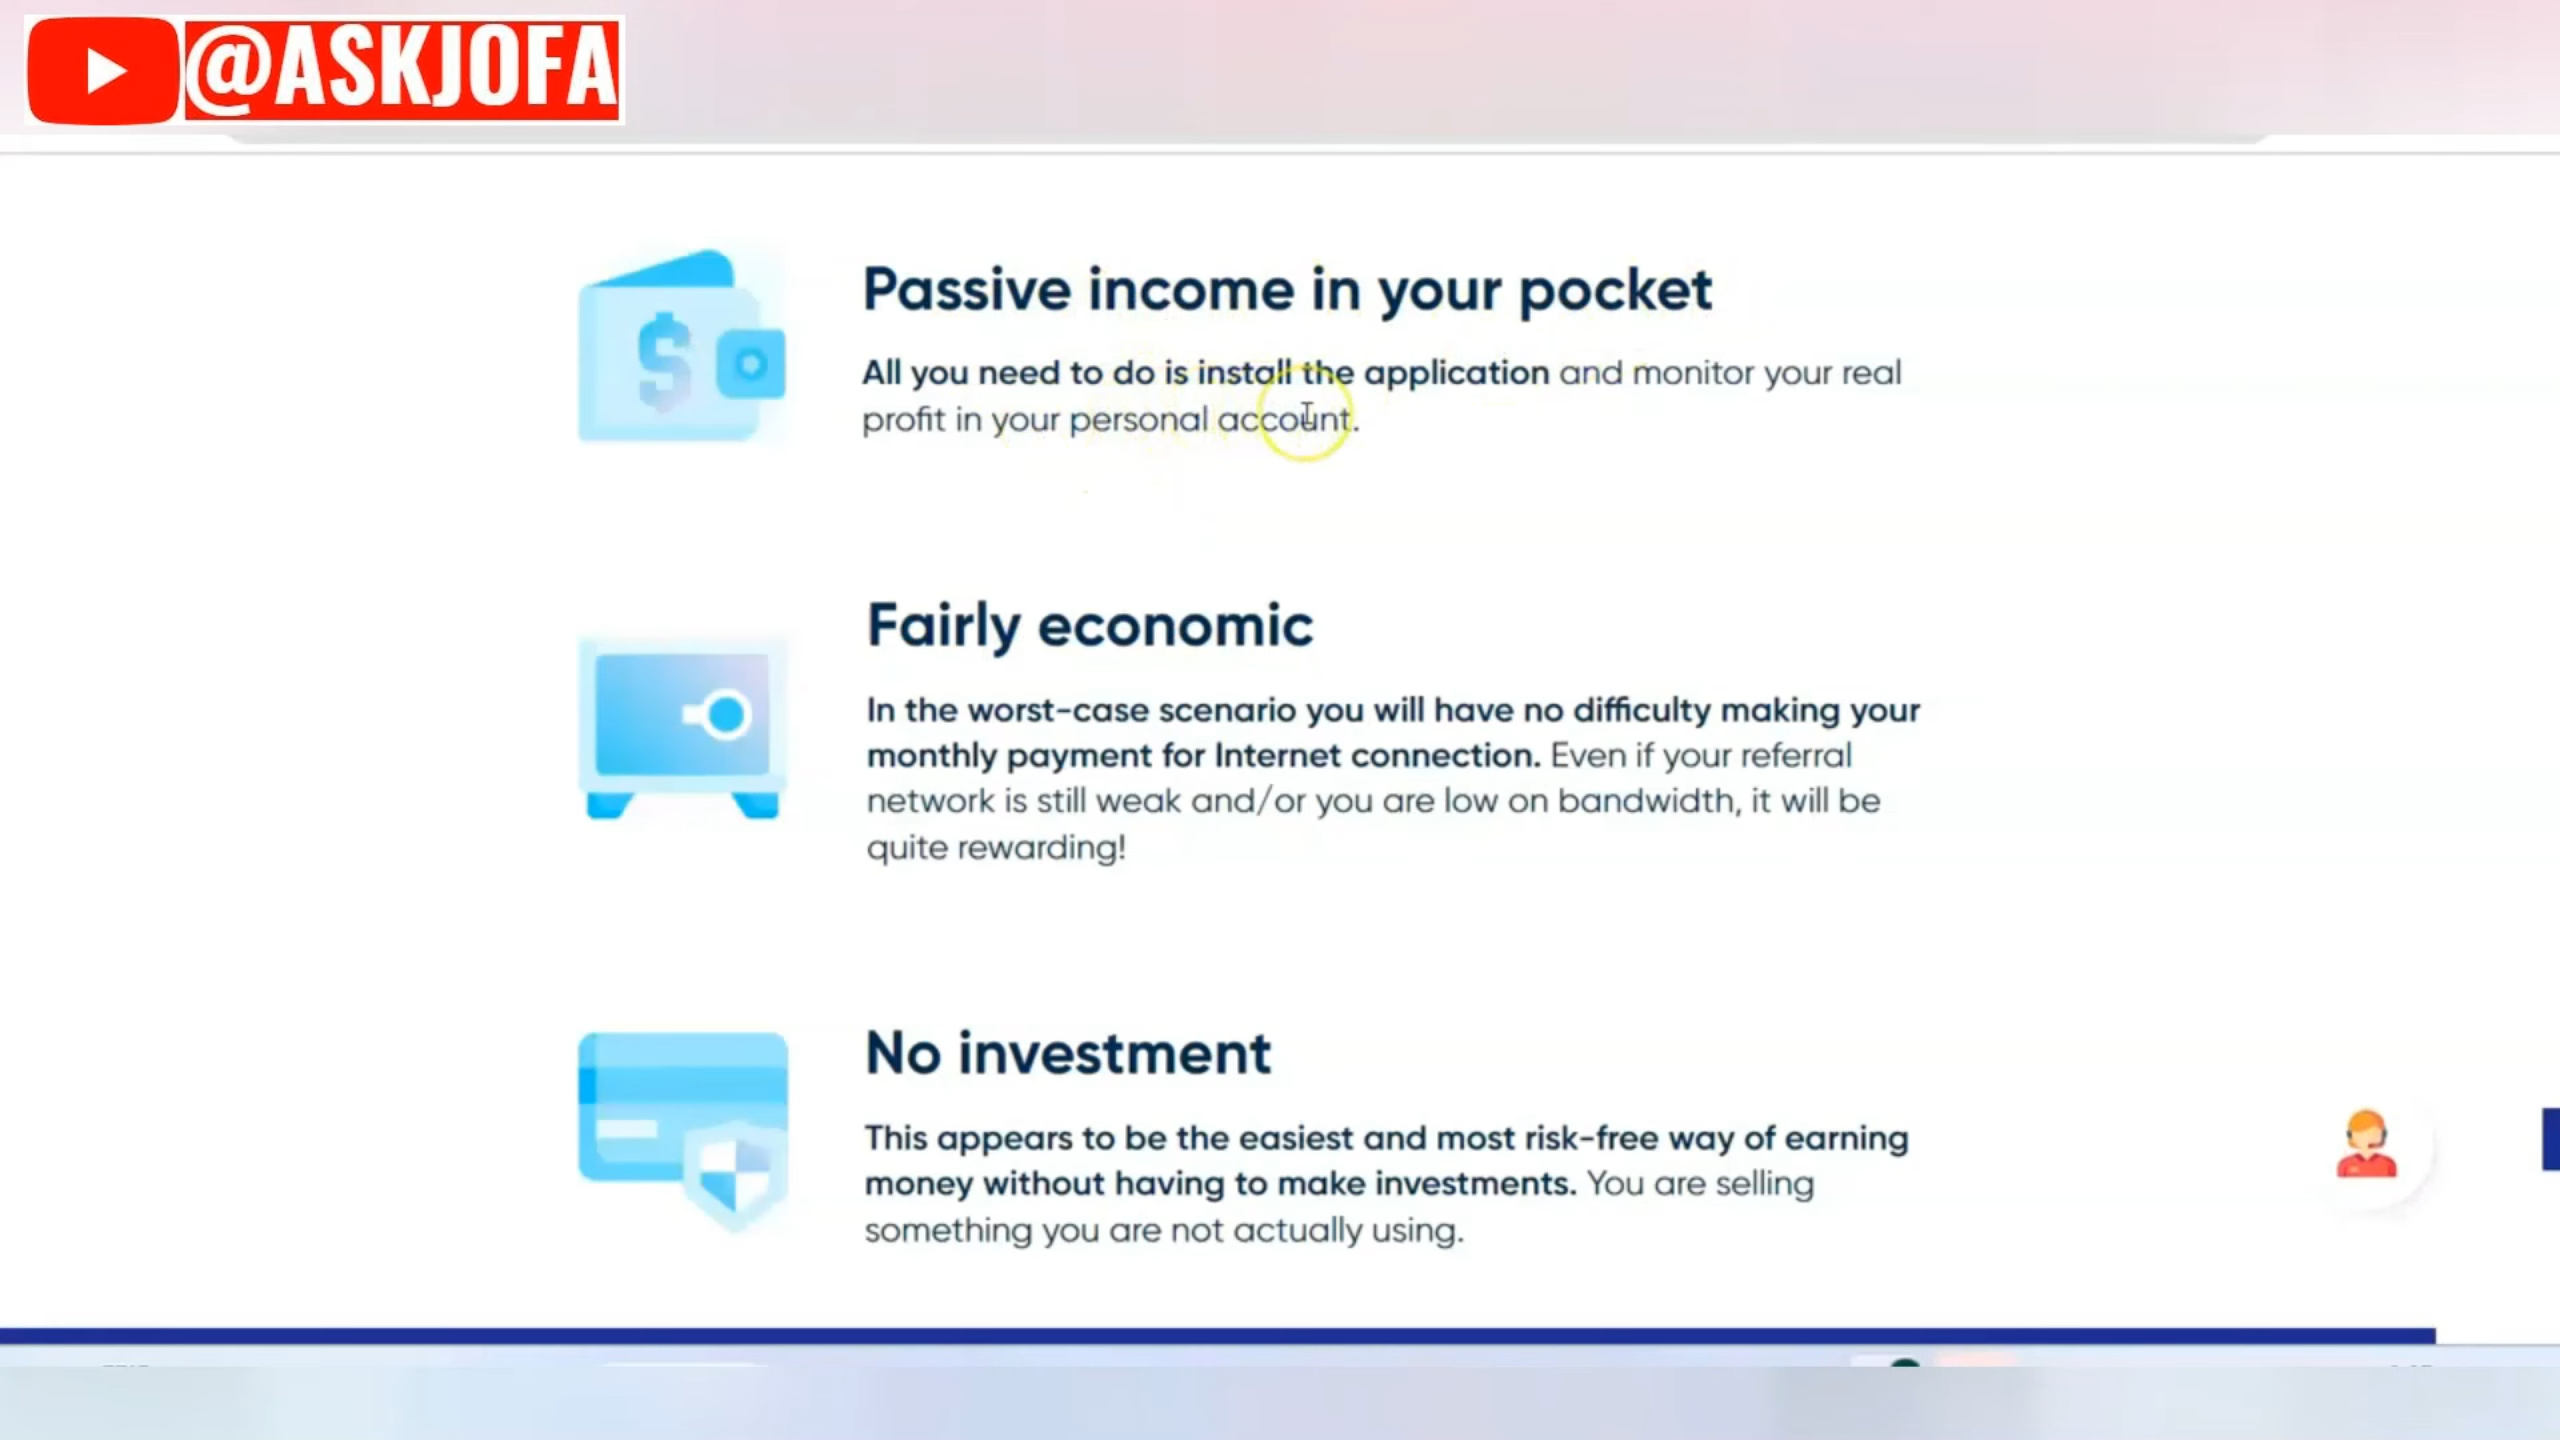 @ASKJOFA
Passive income in your pocket
All you need to do is install the application and monitor your real
profit in your personal account.
Fairly economic
In the worst-case scenario you will have no difficulty making your
monthly payment for Internet connection. Even if your referral
network is still weak and/or you are low on bandwidth, it will be
quite rewarding!
No investment
This appears to be the easiest and most risk-free way of earning
money without having to make investments. You are selling
something you are not actually using.